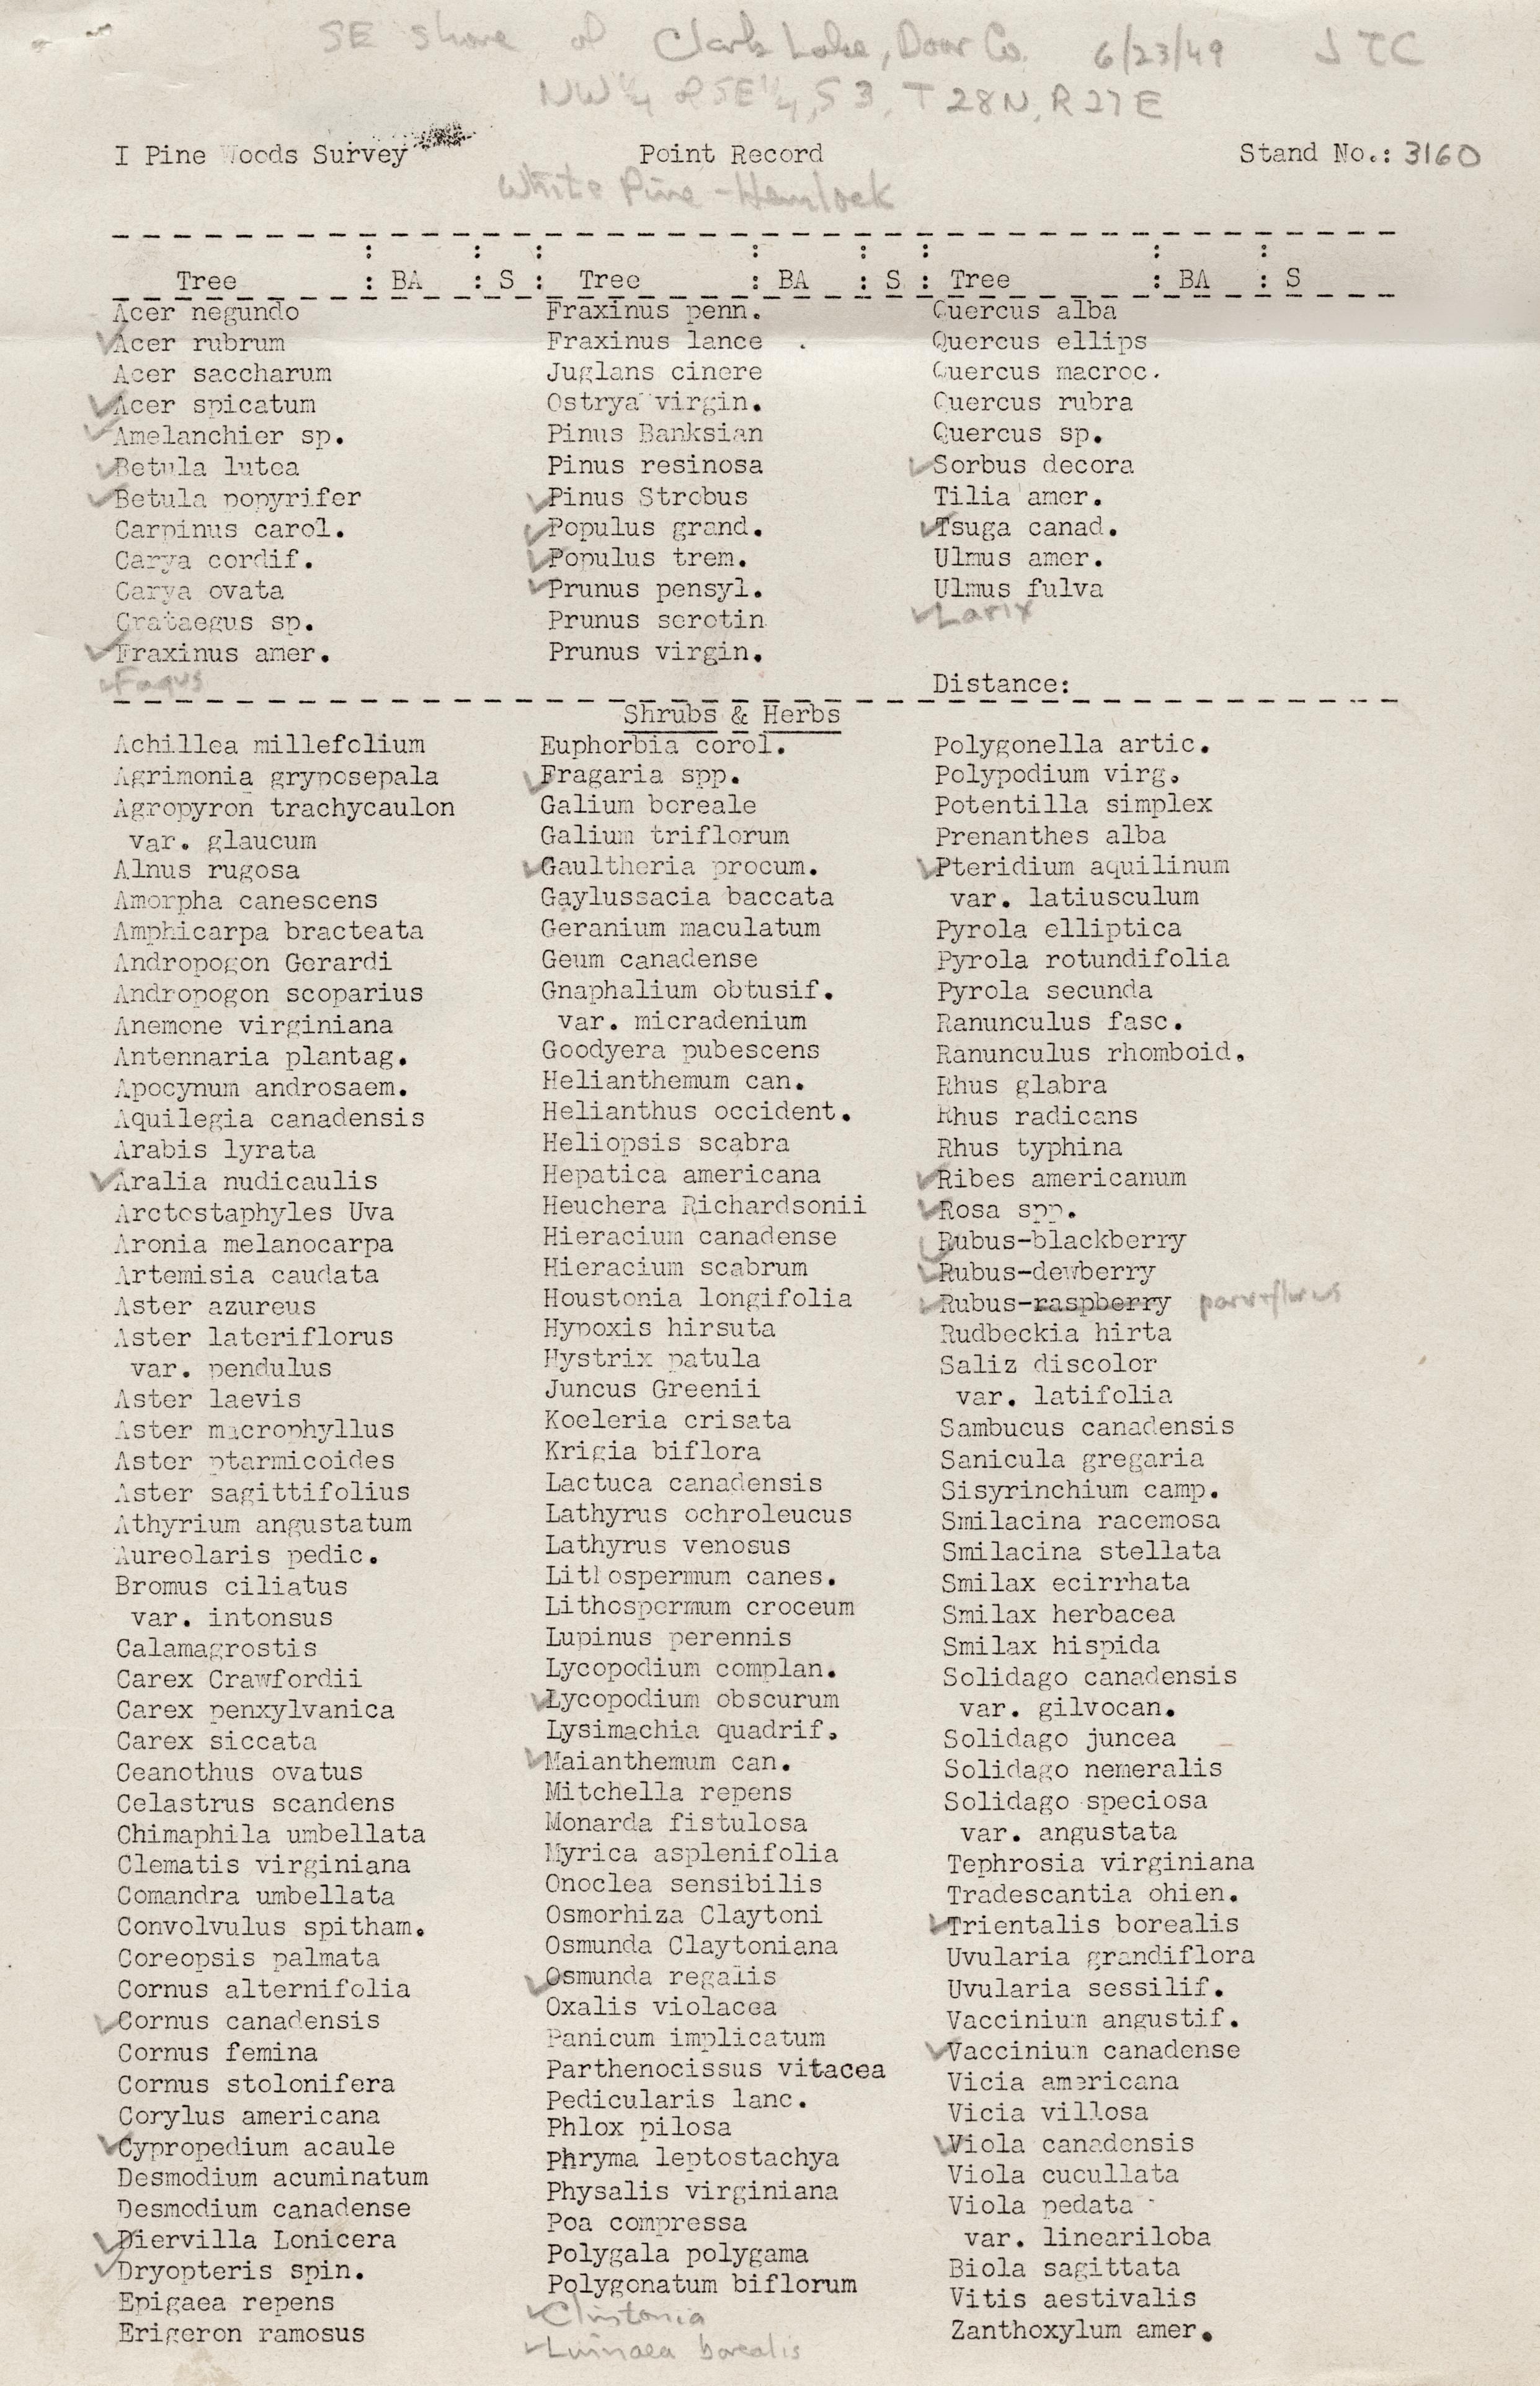 SE shore of Clark Lake, Door Co. 6/23/49 JTC
NW 1/4 of SE 1/4, S 3, T 28 N, R 27 E
I Pine Woods Survey Point Record Stand No.: 3160
White Pine - Hemlock
Tree : BA : S : Tree : BA : S : Tree : BA : S
Acer negundo
✓ Acer rubrum
Acer saccharum
✓ Acer spicatum
✓ Amelanchier sp.
✓ Betula lutea
✓ Betula popyrifer
Carpinus carol.
Carya cordif.
Carya ovata
Crataegus sp.
✓ Fraxinus amer.
✓ Fagus
Fraxinus penn.
Fraxinus lance .
Juglans cinere
Ostrya virgin.
Pinus Banksian
Pinus resinosa
✓ Pinus Strobus
✓ Populus grand.
✓ Populus trem.
✓ Prunus pensyl.
Prunus serotin
Prunus virgin.
Quercus alba
Quercus ellips
Quercus macroc.
Quercus rubra
Quercus sp.
✓ Sorbus decora
Tilia amer.
✓ Tsuga canad.
Ulmus amer.
Ulmus fulva
✓ Larix
Distance:
Shrubs & Herbs
Achillea millefolium
Agrimonia gryposepala
Agropyron trachycaulon
var. glaucum
Alnus rugosa
Amorpha canescens
Amphicarpa bracteata
Andropogon Gerardi
Andropogon scoparius
Anemone virginiana
Antennaria plantag.
Apocynum androsaem.
Aquilegia canadensis
Arabis lyrata
✓ Aralia nudicaulis
Arctostaphyles Uva
Aronia melanocarpa
Artemisia caudata
Aster azureus
Aster lateriflorus
var. pendulus
Aster laevis
Aster macrophyllus
Aster ptarmicoides
Aster sagittifolius
Athyrium angustatum
Aureolaris pedic.
Bromus ciliatus
var. intonsus
Calamagrostis
Carex Crawfordii
Carex penxylvanica
Carex siccata
Ceanothus ovatus
Celastrus scandens
Chimaphila umbellata
Clematis virginiana
Comandra umbellata
Convolvulus spitham.
Coreopsis palmata
Cornus alternifolia
✓ Cornus canadensis
Cornus femina
Cornus stolonifera
Corylus americana
✓ Cypropedium acaule
Desmodium acuminatum
Desmodium canadense
✓ Diervilla Lonicera
✓ Dryopteris spin.
Epigaea repens
Erigeron ramosus
Euphorbia corol.
✓ Fragaria spp.
Galium boreale
Galium triflorum
✓ Gaultheria procum.
Gaylussacia baccata
Geranium maculatum
Geum canadense
Gnaphalium obtusif.
var. micradenium
Goodyera pubescens
Helianthemum can.
Helianthus occident.
Heliopsis scabra
Hepatica americana
Heuchera Richardsonii
Hieracium canadense
Hieracium scabrum
Houstonia longifolia
Hypoxis hirsuta
Hystrix patula
Juncus Greenii
Koeleria crisata
Krigia biflora
Lactuca canadensis
Lathyrus ochroleucus
Lathyrus venosus
Lithospermum canes.
Lithospermum croceum
Lupinus perennis
Lycopodium complan.
✓ Lycopodium obscurum
Lysimachia quadrif.
✓ Maianthemum can.
Mitchella repens
Monarda fistulosa
Myrica asplenifolia
Onoclea sensibilis
Osmorhiza Claytoni
Osmunda Claytoniana
✓ Osmunda regalis
Oxalis violacea
Panicum implicatum
Parthenocissus vitacea
Pedicularis lanc.
Phlox pilosa
Phryma leptostachya
Physalis virginiana
Poa compressa
Polygala polygama
Polygonatum biflorum
✓ Clintonia
✓ Linnaea borealis
Polygonella artic.
Polypodium virg.
Potentilla simplex
Prenanthes alba
✓ Pteridium aquilinum
var. latiusculum
Pyrola elliptica
Pyrola rotundifolia
Pyrola secunda
Ranunculus fasc.
Ranunculus rhomboid.
Rhus glabra
Rhus radicans
Rhus typhina
✓ Ribes americanum
✓ Rosa spp.
✓ Rubus-blackberry
✓ Rubus-dewberry
✓ Rubus-raspberry parviflorus
Rudbeckia hirta
Saliz discolor
var. latifolia
Sambucus canadensis
Sanicula gregaria
Sisyrinchium camp.
Smilacina racemosa
Smilacina stellata
Smilax ecirrhata
Smilax herbacea
Smilax hispida
Solidago canadensis
var. gilvocan.
Solidago juncea
Solidago nemeralis
Solidago speciosa
var. angustata
Tephrosia virginiana
Tradescantia ohien.
✓ Trientalis borealis
Uvularia grandiflora
Uvularia sessilif.
Vaccinium angustif.
✓ Vaccinium canadense
Vicia americana
Vicia villosa
✓ Viola canadensis
Viola cucullata
Viola pedata
var. lineariloba
Biola sagittata
Vitis aestivalis
Zanthoxylum amer.